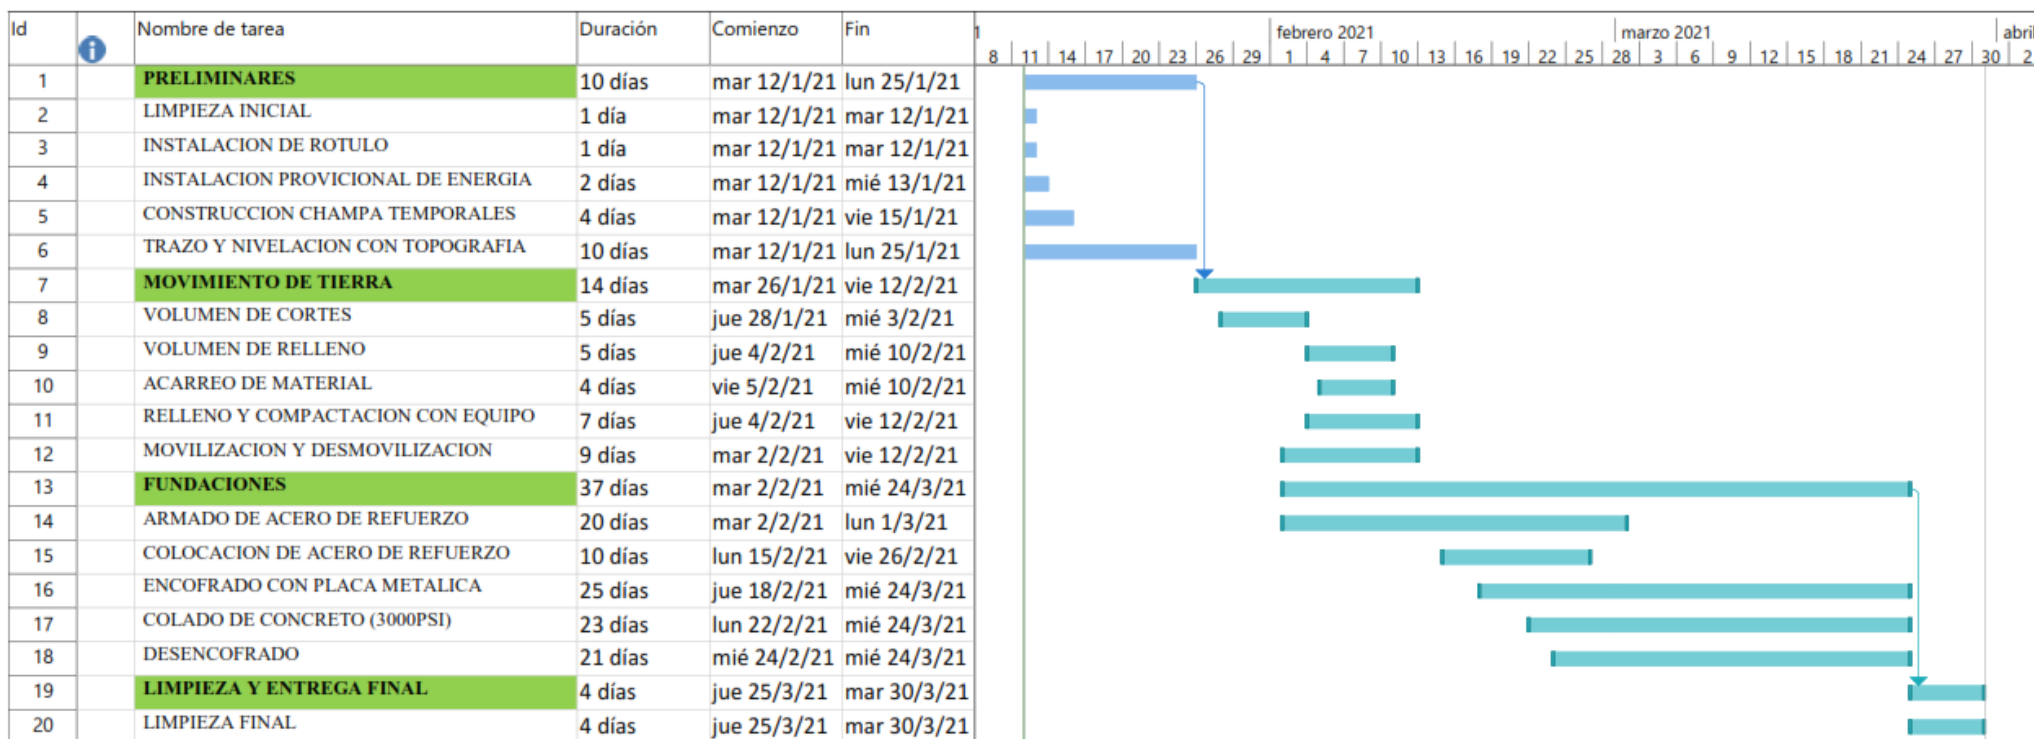 Id Nombre de tarea Duración Comienzo Fin 1 febrero 2021 marzo 2021 abril
8 11 14 17 20 23 26 29 1 4 7 10 13 16 19 22 25 28 3 6 9 12 15 18 21 24 27 30 2
1 PRELIMINARES 10 días mar 12/1/21 lun 25/1/21
2 LIMPIEZA INICIAL 1 día mar 12/1/21 mar 12/1/21
3 INSTALACION DE ROTULO 1 día mar 12/1/21 mar 12/1/21
4 INSTALACION PROVICIONAL DE ENERGIA 2 días mar 12/1/21 mié 13/1/21
5 CONSTRUCCION CHAMPA TEMPORALES 4 días mar 12/1/21 vie 15/1/21
6 TRAZO Y NIVELACION CON TOPOGRAFIA 10 días mar 12/1/21 lun 25/1/21
7 MOVIMIENTO DE TIERRA 14 días mar 26/1/21 vie 12/2/21
8 VOLUMEN DE CORTES 5 días jue 28/1/21 mié 3/2/21
9 VOLUMEN DE RELLENO 5 días jue 4/2/21 mié 10/2/21
10 ACARREO DE MATERIAL 4 días vie 5/2/21 mié 10/2/21
11 RELLENO Y COMPACTACION CON EQUIPO 7 días jue 4/2/21 vie 12/2/21
12 MOVILIZACION Y DESMOVILIZACION 9 días mar 2/2/21 vie 12/2/21
13 FUNDACIONES 37 días mar 2/2/21 mié 24/3/21
14 ARMADO DE ACERO DE REFUERZO 20 días mar 2/2/21 lun 1/3/21
15 COLOCACION DE ACERO DE REFUERZO 10 días lun 15/2/21 vie 26/2/21
16 ENCOFRADO CON PLACA METALICA 25 días jue 18/2/21 mié 24/3/21
17 COLADO DE CONCRETO (3000PSI) 23 días lun 22/2/21 mié 24/3/21
18 DESENCOFRADO 21 días mié 24/2/21 mié 24/3/21
19 LIMPIEZA Y ENTREGA FINAL 4 días jue 25/3/21 mar 30/3/21
20 LIMPIEZA FINAL 4 días jue 25/3/21 mar 30/3/21